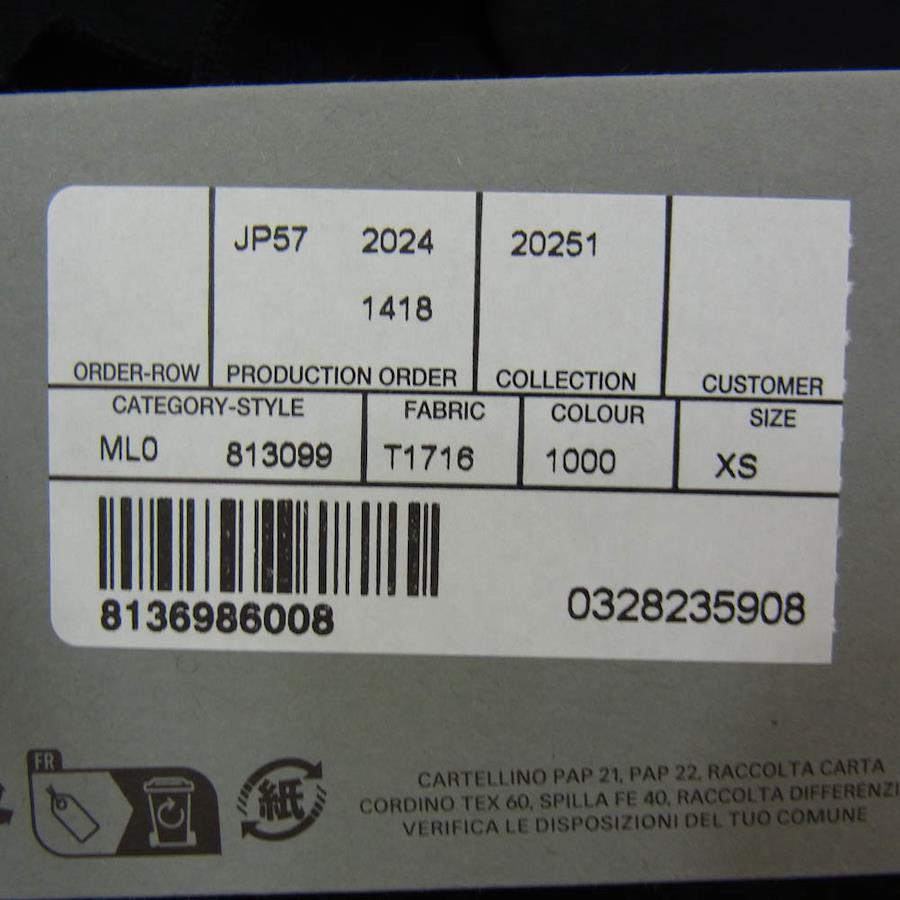 JP57 2024 20251
1418
ORDER-ROW PRODUCTION ORDER COLLECTION CUSTOMER
CATEGORY-STYLE FABRIC COLOUR SIZE
ML0 813099 T1716 1000 XS
8136986008 0328235908
FR
紙
CARTELLINO PAP 21, PAP 22, RACCOLTA CARTA
CORDINO TEX 60, SPILLA FE 40, RACCOLTA DIFFERENZI
VERIFICA LE DISPOSIZIONI DEL TUO COMUNE